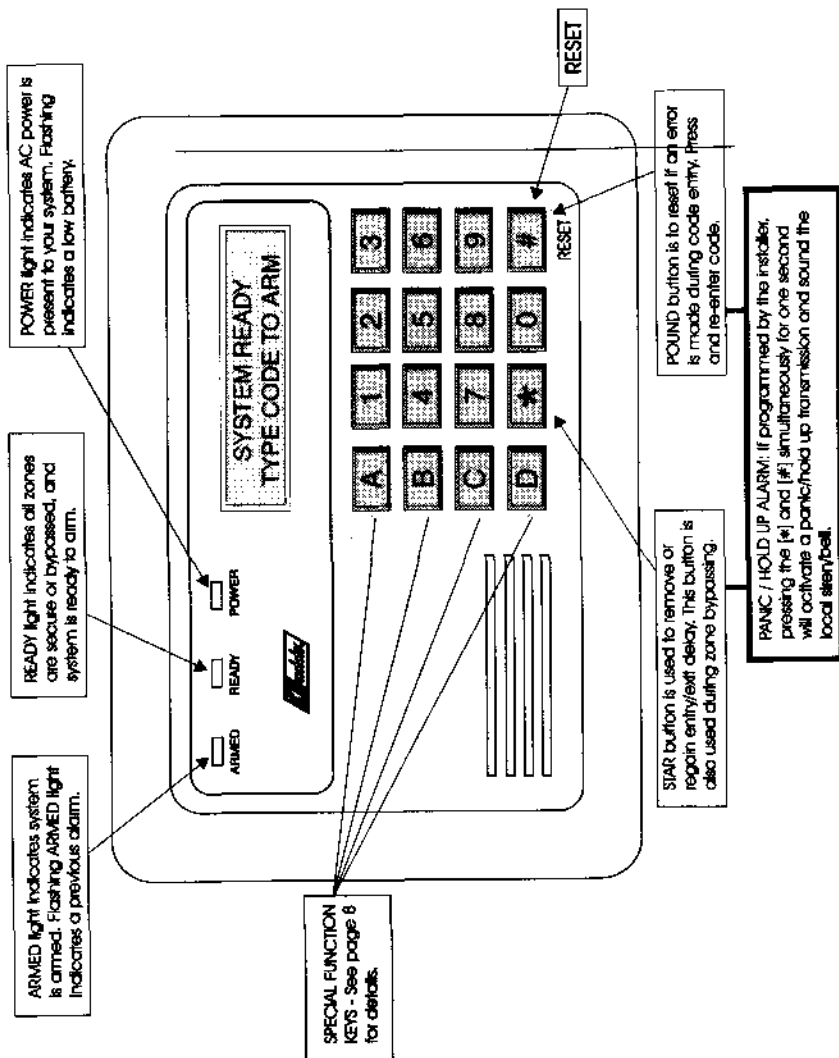 ARMED light indicates system
is armed. Flashing ARMED light
indicates a previous alarm.
READY light indicates all zones
are secure or bypassed, and
system is ready to arm.
POWER light indicates AC power is
present to your system. Flashing
indicates a low battery.
ARMED
READY
POWER
SYSTEM READY
TYPE CODE TO ARM
A 1 2 3
B 4 5 6
C 7 8 9
D * 0 #
RESET
RESET
SPECIAL FUNCTION
KEYS - See page 8
for details.
STAR button is used to remove or
regain entry/exit delay. This button is
also used during zone bypassing.
POUND button is to reset if an error
is made during code entry. Press
and re-enter code.
PANIC / HOLD UP ALARM: If programmed by the installer,
pressing the [*] and [#] simultaneously for one second
will activate a panic/hold up transmission and sound the
local siren/bell.